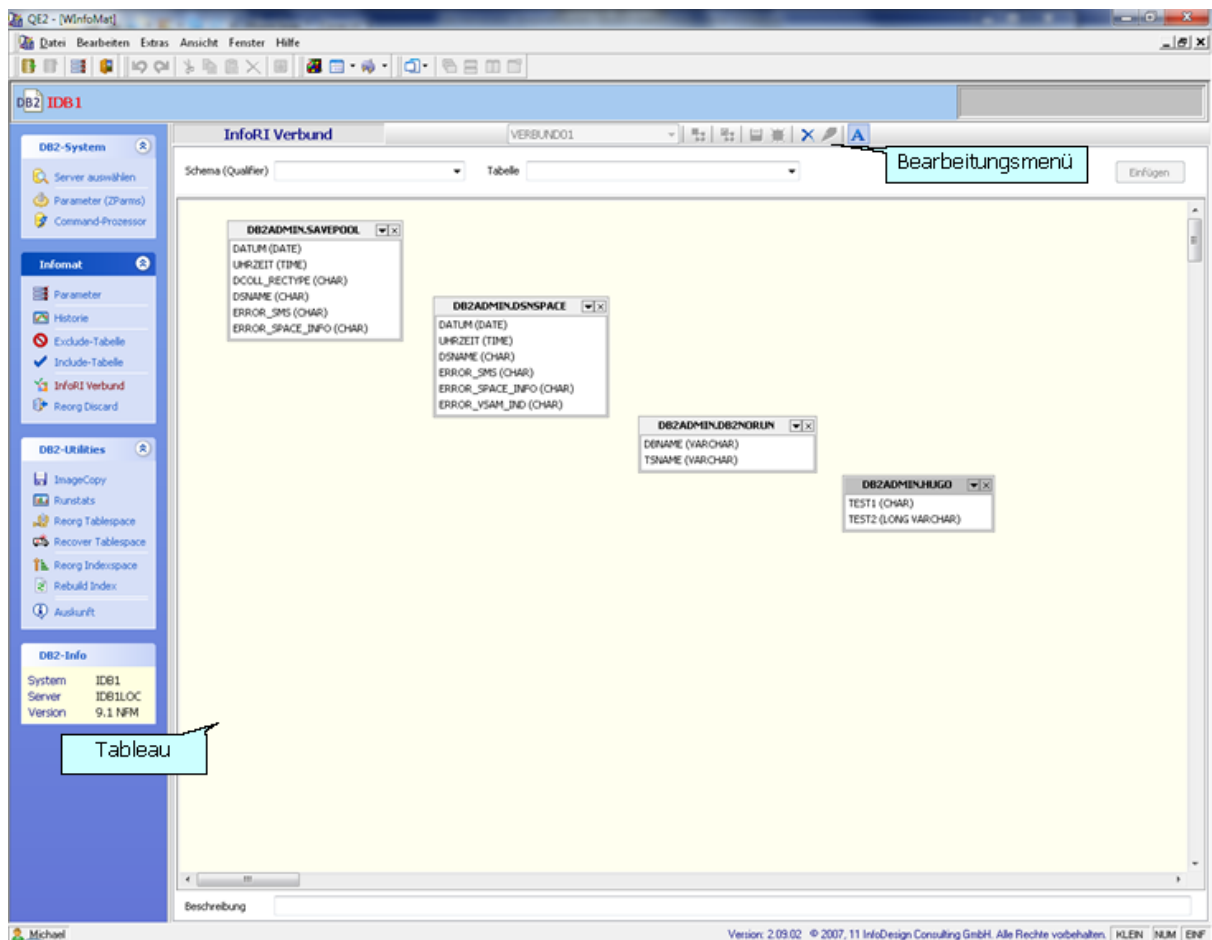 QE2 - [WInfoMat]
Datei Bearbeiten Extras Ansicht Fenster Hilfe
DB2 IDB1
DB2-System
Server auswählen
Parameter (ZParms)
Command-Prozessor
Infomat
Parameter
Historie
Exclude-Tabelle
Include-Tabelle
InfoRI Verbund
Reorg Discard
DB2-Utilities
ImageCopy
Runstats
Reorg Tablespace
Recover Tablespace
Reorg Indexspace
Rebuild Index
Auskunft
DB2-Info
System IDB1
Server IDB1LOC
Version 9.1 NFM
InfoRI Verbund
VERBUND01
A
Bearbeitungsmenü
Schema (Qualifier)
Tabelle
Einfügen
DB2ADMIN.SAVEPOOL
DATUM (DATE)
UHRZEIT (TIME)
DCOLL_RECTYPE (CHAR)
DSNAME (CHAR)
ERROR_SMS (CHAR)
ERROR_SPACE_INFO (CHAR)
DB2ADMIN.DSNSPACE
DATUM (DATE)
UHRZEIT (TIME)
DSNAME (CHAR)
ERROR_SMS (CHAR)
ERROR_SPACE_INFO (CHAR)
ERROR_VSAM_IND (CHAR)
DB2ADMIN.DB2NORUN
DBNAME (VARCHAR)
TSNAME (VARCHAR)
DB2ADMIN.HUGO
TEST1 (CHAR)
TEST2 (LONG VARCHAR)
Tableau
Beschreibung
Michael
Version: 2.09.02 © 2007, 11 InfoDesign Consulting GmbH. Alle Rechte vorbehalten. KLEIN NUM EINF